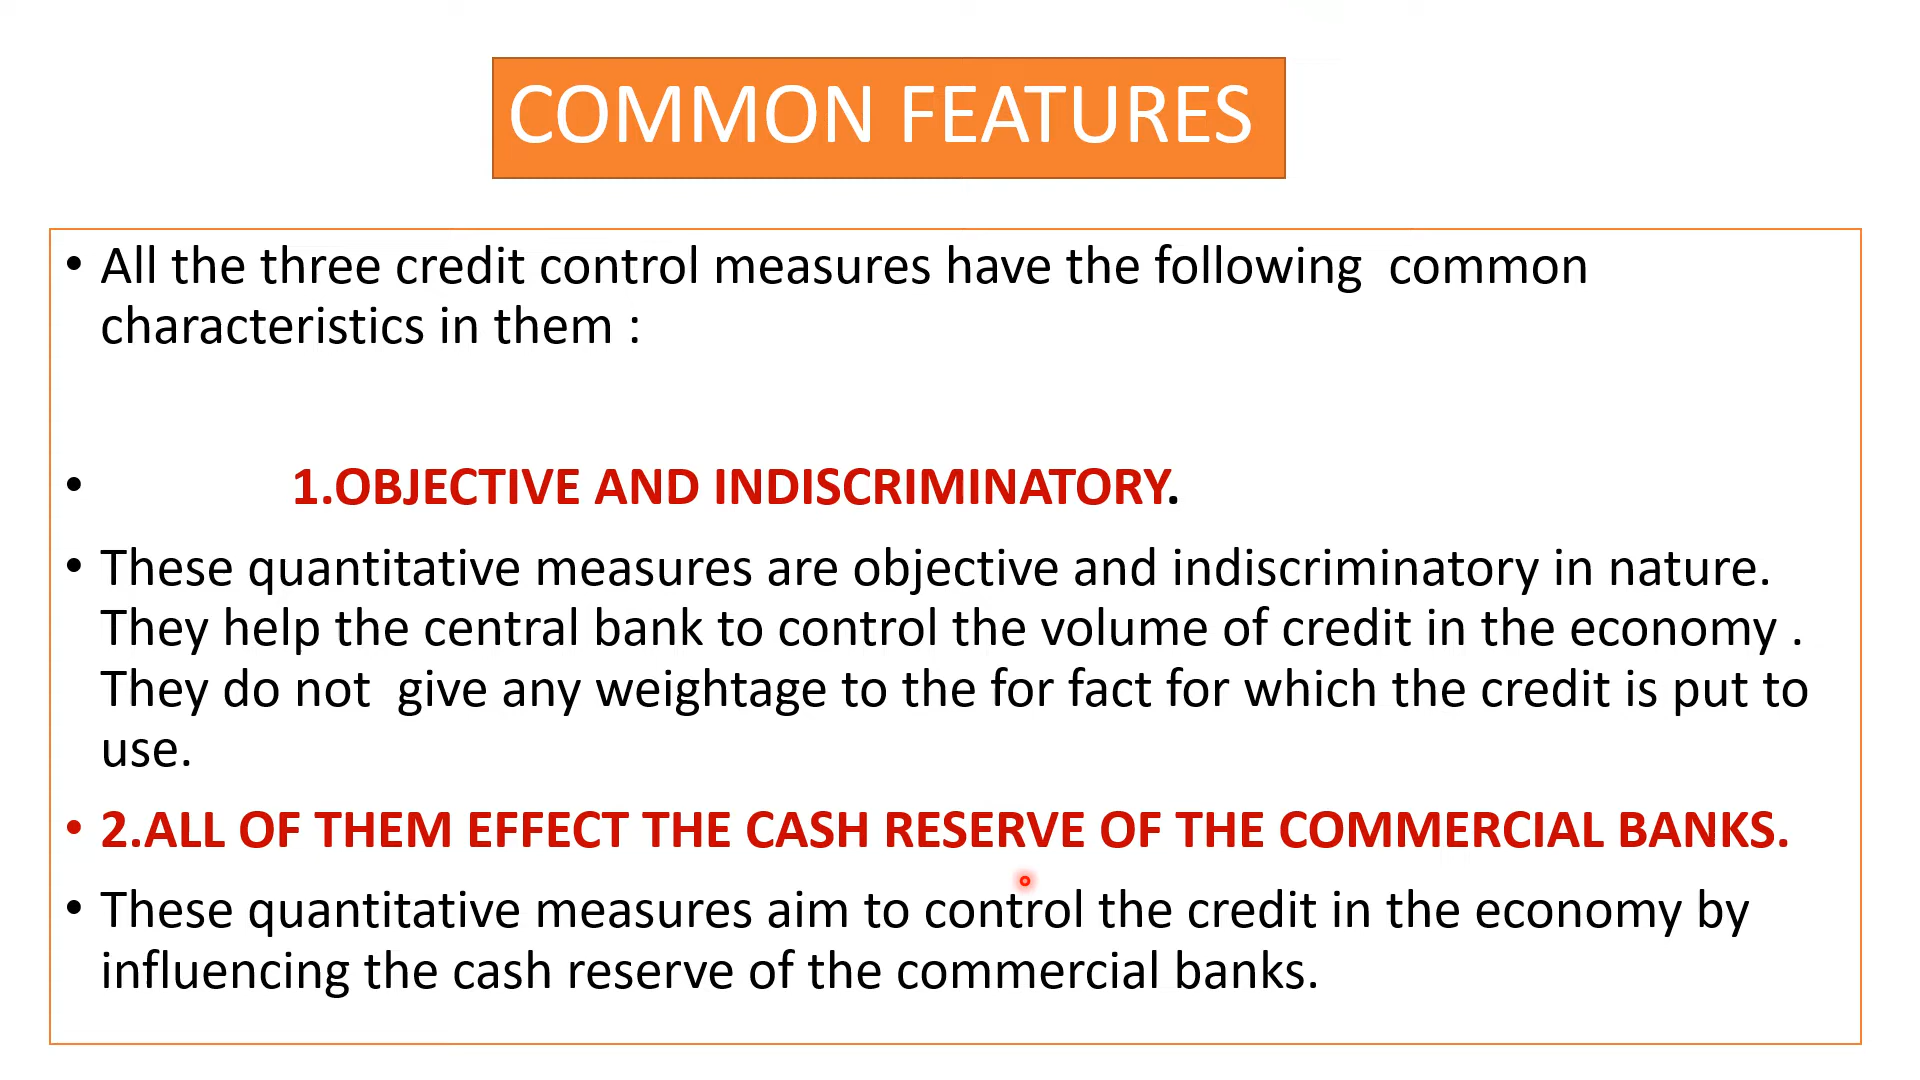 COMMON FEATURES
• All the three credit control measures have the following  common
characteristics in them :
• 1.OBJECTIVE AND INDISCRIMINATORY.
• These quantitative measures are objective and indiscriminatory in nature.
They help the central bank to control the volume of credit in the economy .
They do not  give any weightage to the for fact for which the credit is put to
use.
• 2.ALL OF THEM EFFECT THE CASH RESERVE OF THE COMMERCIAL BANKS.
• These quantitative measures aim to control the credit in the economy by
influencing the cash reserve of the commercial banks.